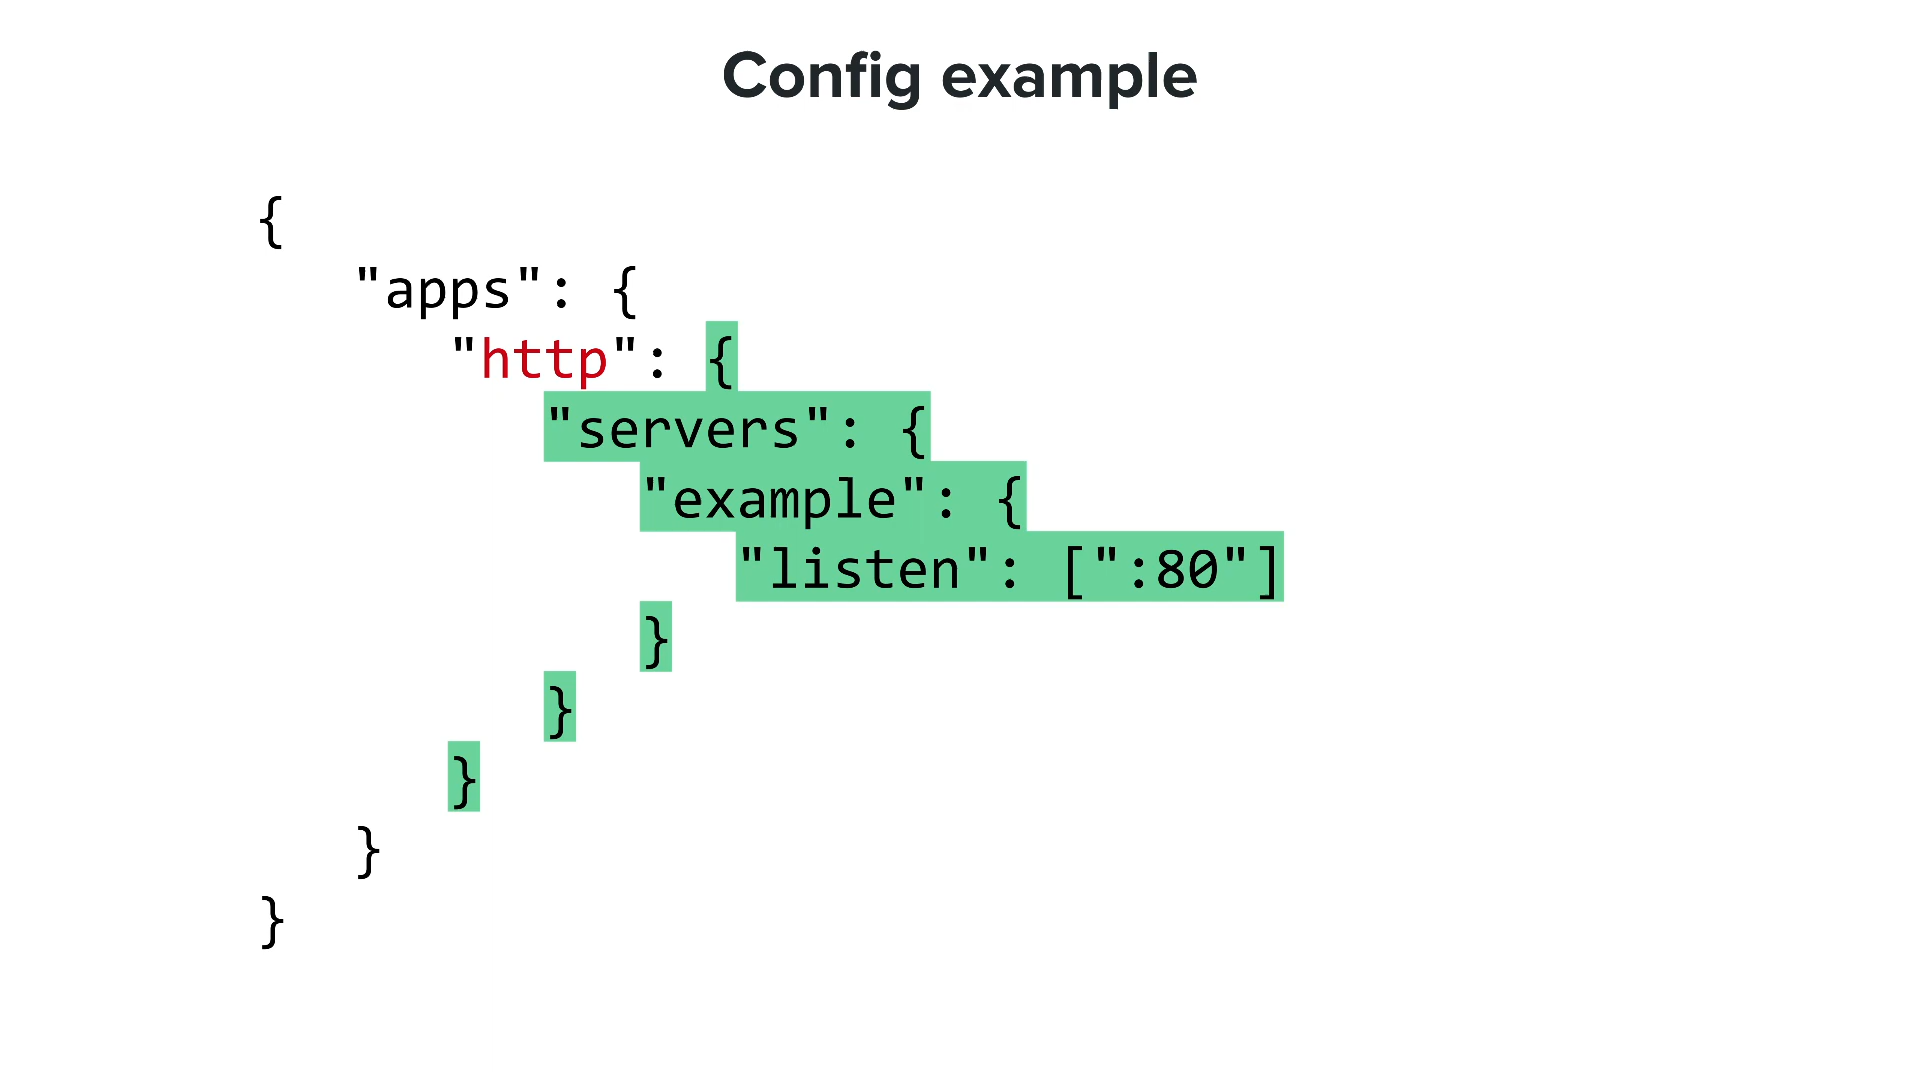 Config example
{
"apps": {
"http": {
"servers": {
"example": {
"listen": [":80"]
}
}
}
}
}